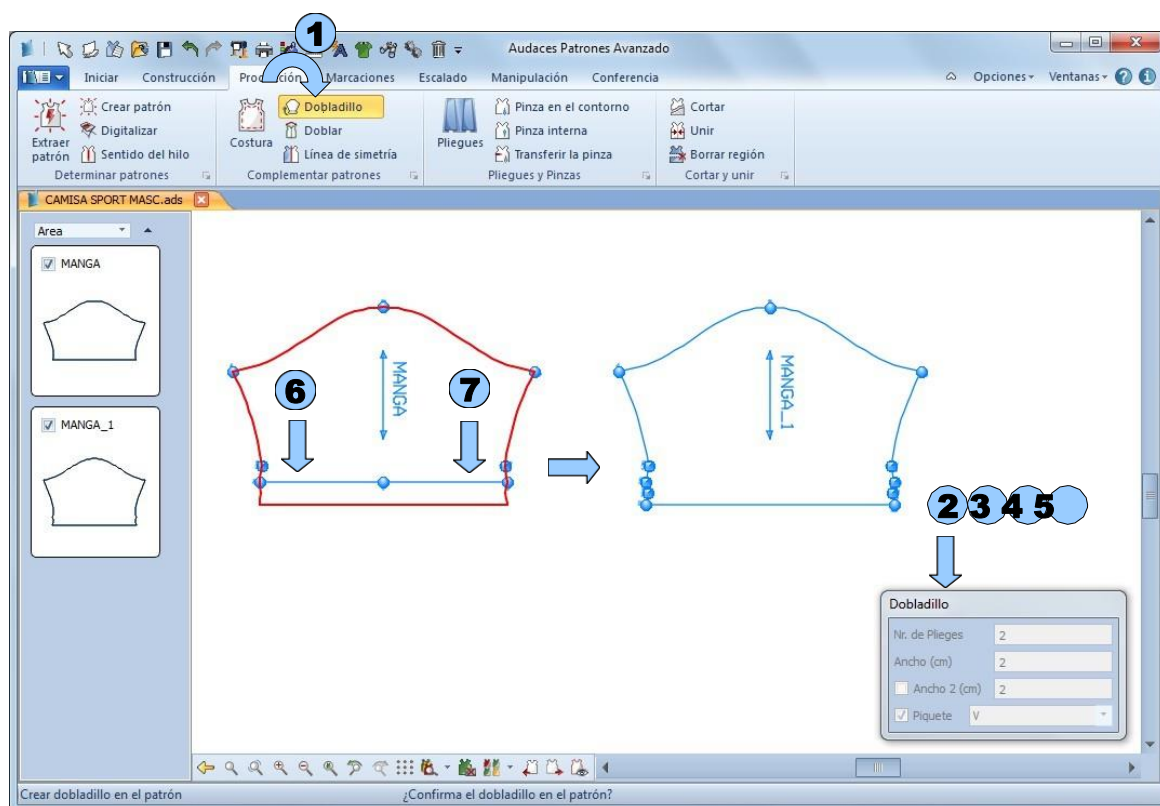 1
Audaces Patrones Avanzado
Iniciar Construcción Producción Marcaciones Escalado Manipulación Conferencia Opciones Ventanas
Extraer patrón
Crear patrón
Digitalizar
Sentido del hilo
Determinar patrones
Costura
Dobladillo
Doblar
Línea de simetría
Complementar patrones
Pliegues
Pinza en el contorno
Pinza interna
Transferir la pinza
Pliegues y Pinzas
Cortar
Unir
Borrar región
Cortar y unir
CAMISA SPORT MASC.ads
Area
MANGA
MANGA_1
MANGA
6
7
MANGA_1
2 3 4 5
Dobladillo
Nr. de Plieges 2
Ancho (cm) 2
Ancho 2 (cm) 2
Piquete V
Crear dobladillo en el patrón ¿Confirma el dobladillo en el patrón?